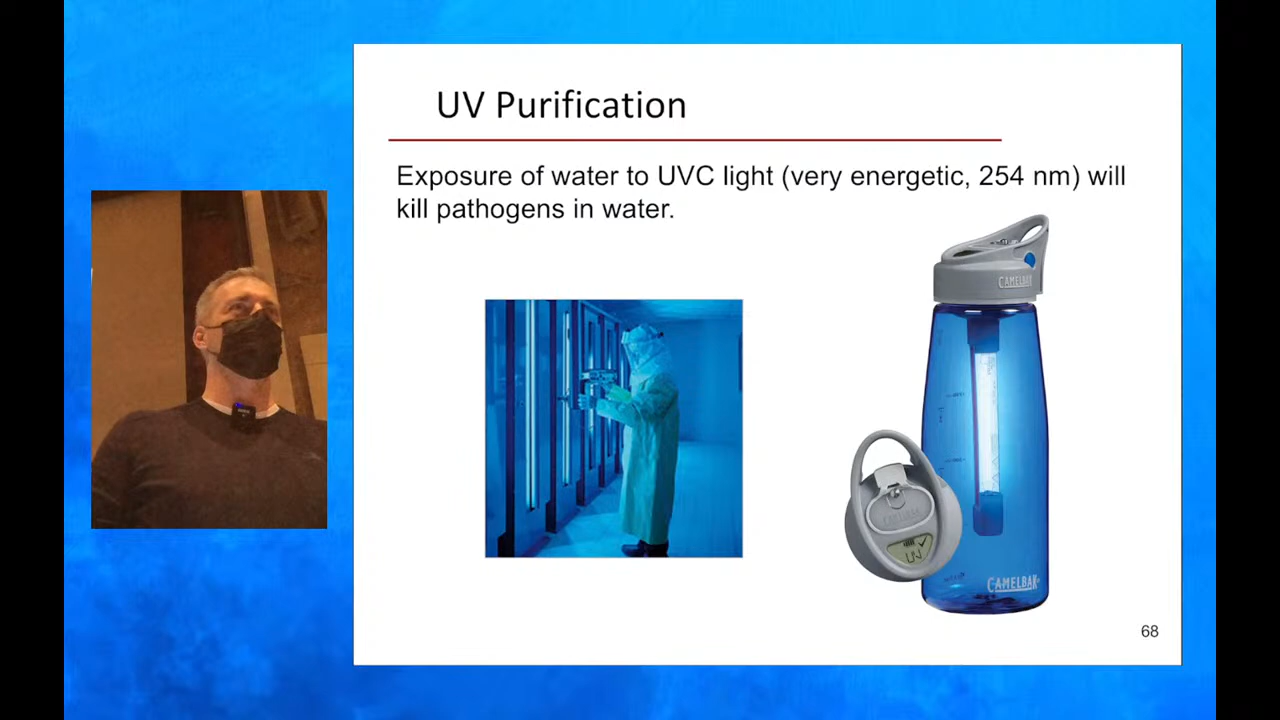 UV Purification
Exposure of water to UVC light (very energetic, 254 nm) will
kill pathogens in water.
CAMELBAK
UV
CAMELBAK
68